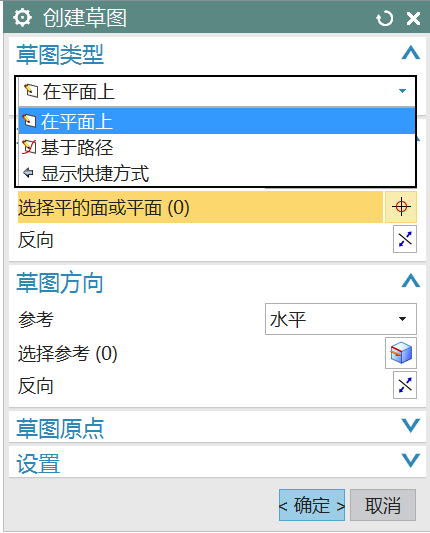 创建草图
草图类型
在平面上
在平面上
基于路径
显示快捷方式
选择平的面或平面 (0)
反向
草图方向
参考 水平
选择参考 (0)
反向
草图原点
设置
< 确定 > 取消